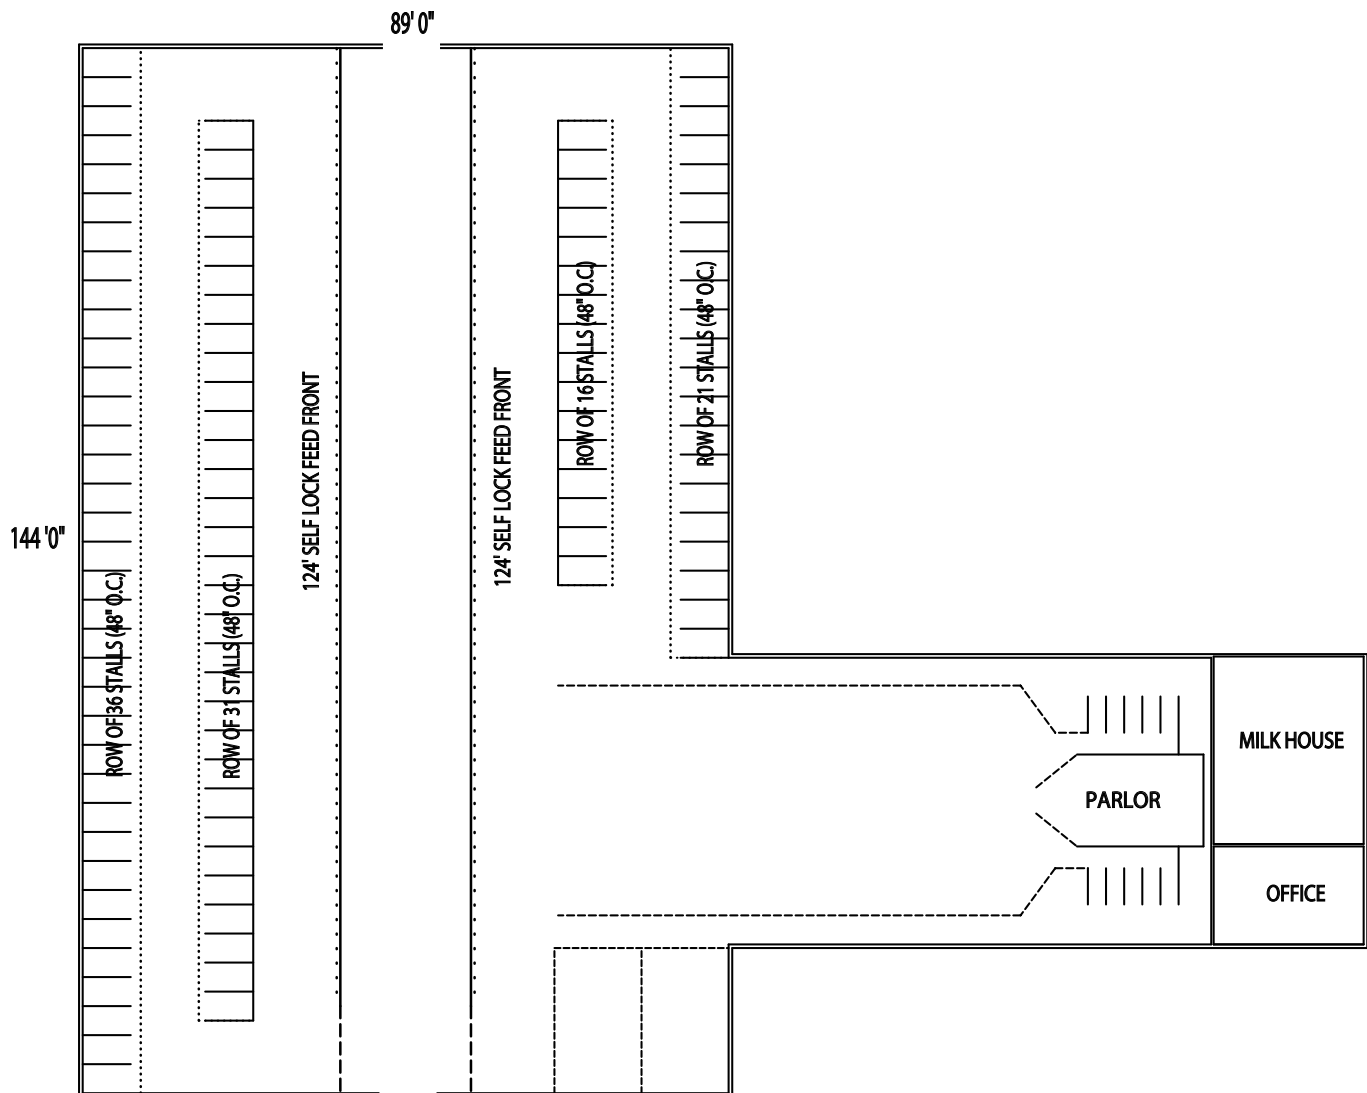 89' 0"
144 '0"
ROW OF 36 STALLS (48" O.C.)
ROW OF 31 STALLS (48" O.C.)
124' SELF LOCK FEED FRONT
124' SELF LOCK FEED FRONT
ROW OF 16 STALLS (48" O.C.)
ROW OF 21 STALLS (48" O.C.)
PARLOR
MILK HOUSE
OFFICE